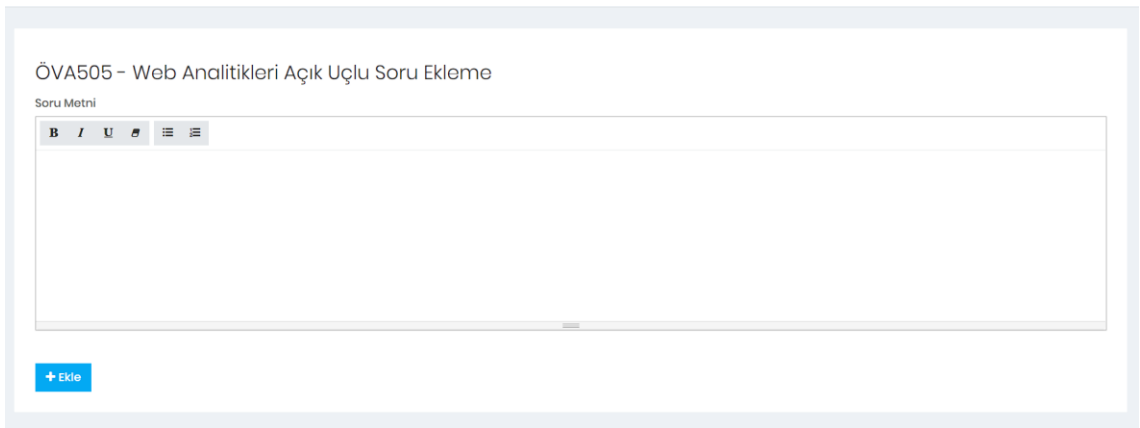 ÖVA505 - Web Analitikleri Açık Uçlu Soru Ekleme
Soru Metni
B I U
+ Ekle